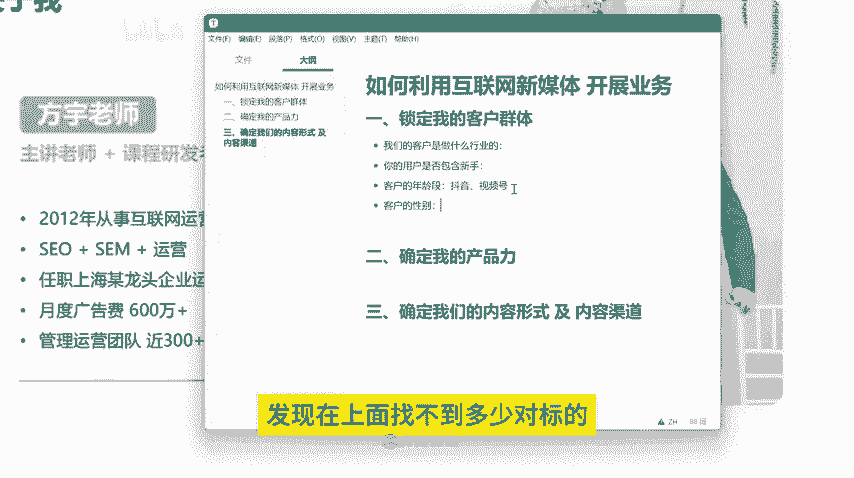 于我
方宇老师
主讲老师 + 课程研发
• 2012年从事互联网运营
• SEO + SEM + 运营
• 任职上海某龙头企业运
• 月度广告费 600万+
• 管理运营团队 近300+
文件(F) 编辑(E) 段落(P) 格式(O) 视图(V) 主题(T) 帮助(H)
文件 大纲
如何利用互联网新媒体 开展业务
一、锁定我的客户群体
二、确定我的产品力
三、确定我们的内容形式 及
内容渠道
如何利用互联网新媒体 开展业务
一、锁定我的客户群体
• 我们的客户是做什么行业的：
• 你的用户是否包含新手：
• 客户的年龄段：抖音、视频号
• 客户的性别：
二、确定我的产品力
三、确定我们的内容形式 及 内容渠道
ZH 88 词
发现在上面找不到多少对标的